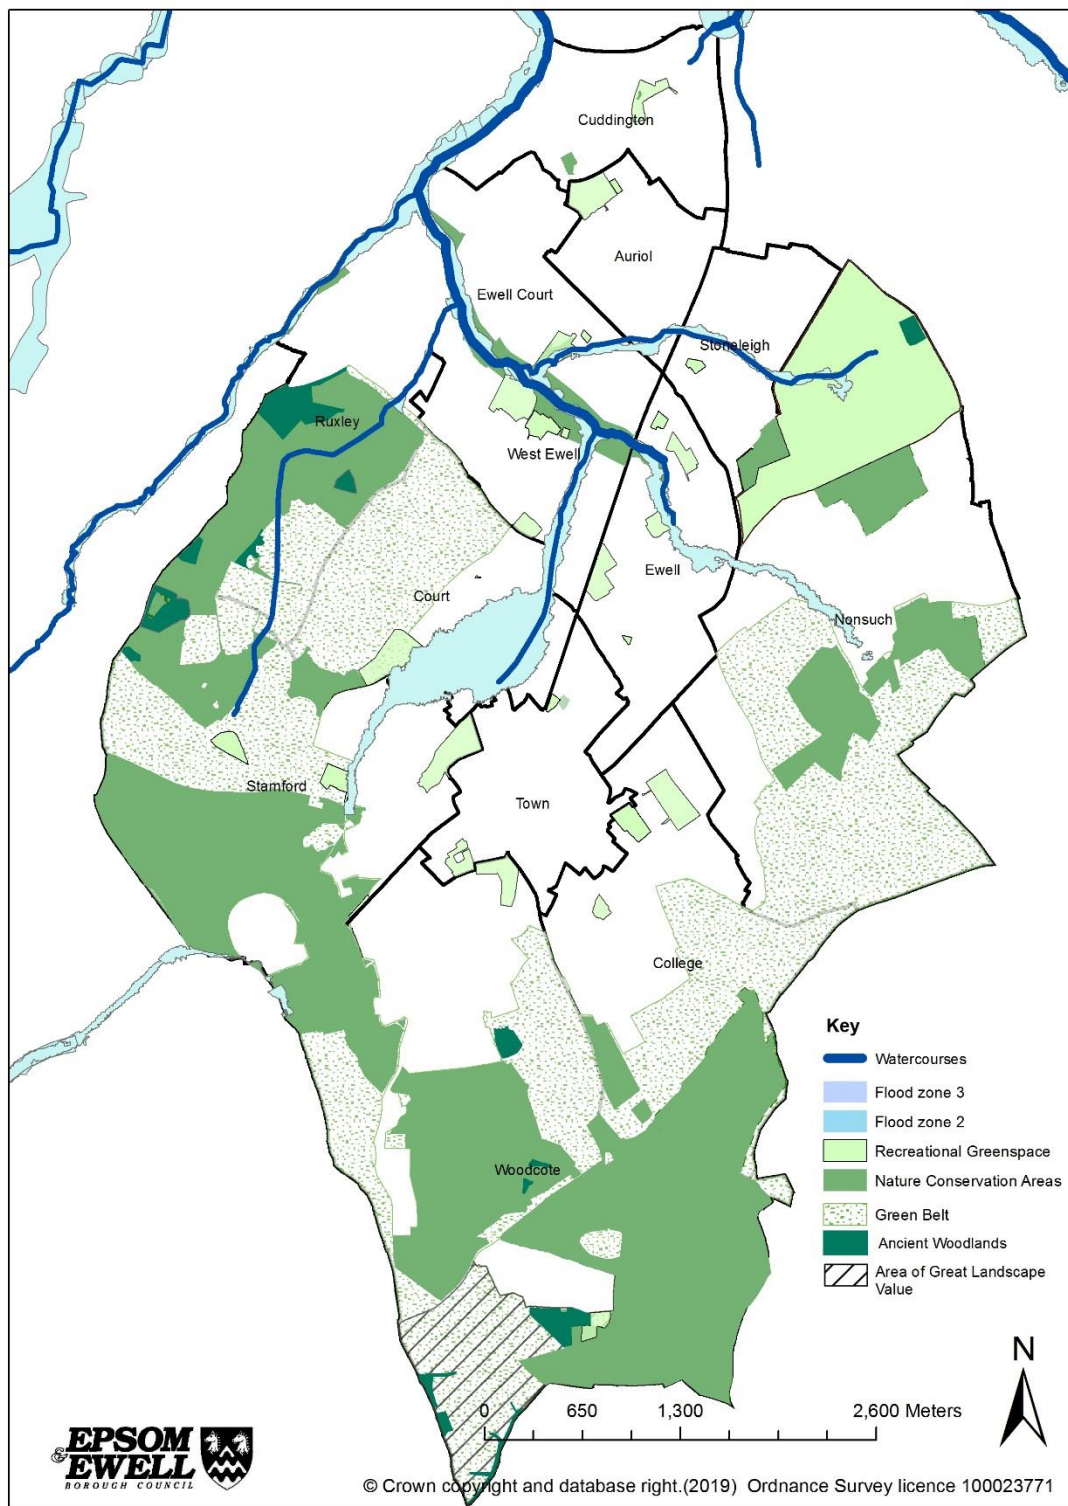 Cuddington
Auriol
Ewell Court
Stoneleigh
Ruxley
West Ewell
Ewell
Court
Nonsuch
Stamford
Town
College
Woodcote
Key
Watercourses
Flood zone 3
Flood zone 2
Recreational Greenspace
Nature Conservation Areas
Green Belt
Ancient Woodlands
Area of Great Landscape
Value
N
0 650 1,300 2,600 Meters
EPSOM
& EWELL
BOROUGH COUNCIL
© Crown copyright and database right.(2019) Ordnance Survey licence 100023771